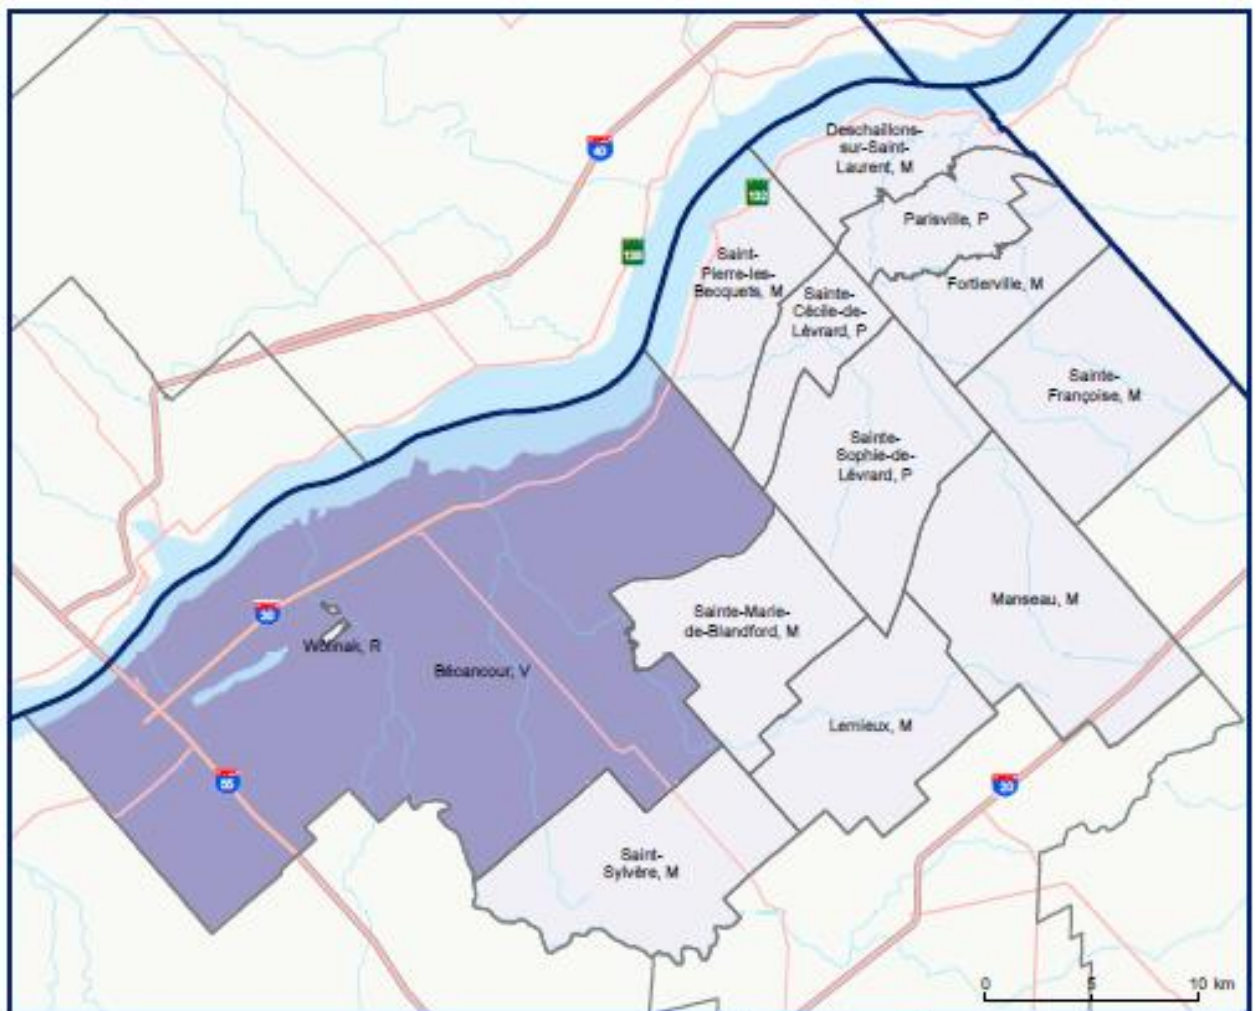 40
Deschaillons-
sur-Saint-
Laurent, M
132
Parisville, P
138
Saint-
Pierre-les-
Becquets, M
Fortierville, M
Sainte-
Cécile-de-
Lévrard, P
Sainte-
Françoise, M
Sainte-
Sophie-de-
Lévrard, P
Manseau, M
30
Sainte-Marie-
de-Blandford, M
Wôlinak, R
Bécancour, V
Lemieux, M
55
20
Saint-
Sylvère, M
0 5 10 km